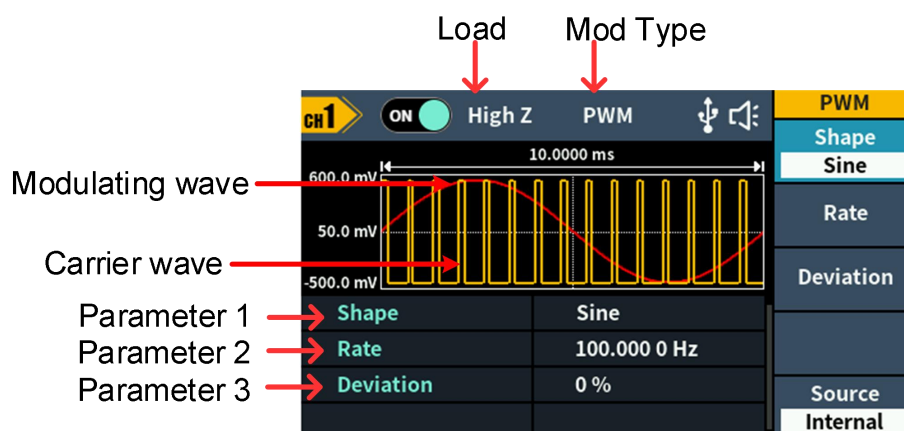 Load Mod Type
CH1 ON High Z PWM PWM
Shape
Sine
10.0000 ms
600.0 mV
Modulating wave
Rate
50.0 mV
Carrier wave
Deviation
-500.0 mV
Parameter 1 Shape Sine
Parameter 2 Rate 100.000 0 Hz
Parameter 3 Deviation 0 %
Source
Internal